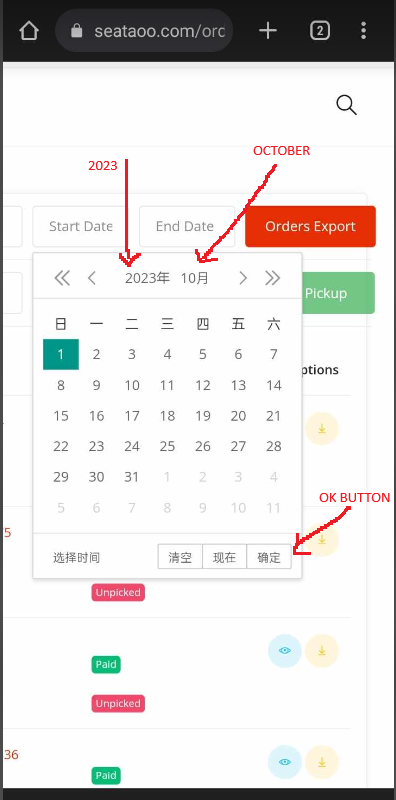 seataoo.com/orc
2
2023
OCTOBER
Start Date
End Date
Orders Export
2023年 10月
Pickup
日 一 二 三 四 五 六
ptions
1 2 3 4 5 6 7
8 9 10 11 12 13 14
15 16 17 18 19 20 21
22 23 24 25 26 27 28
29 30 31 1 2 3 4
5 6 7 8 9 10 11
OK BUTTON
5
选择时间 清空 现在 确定
Unpicked
Paid
Unpicked
36
Paid